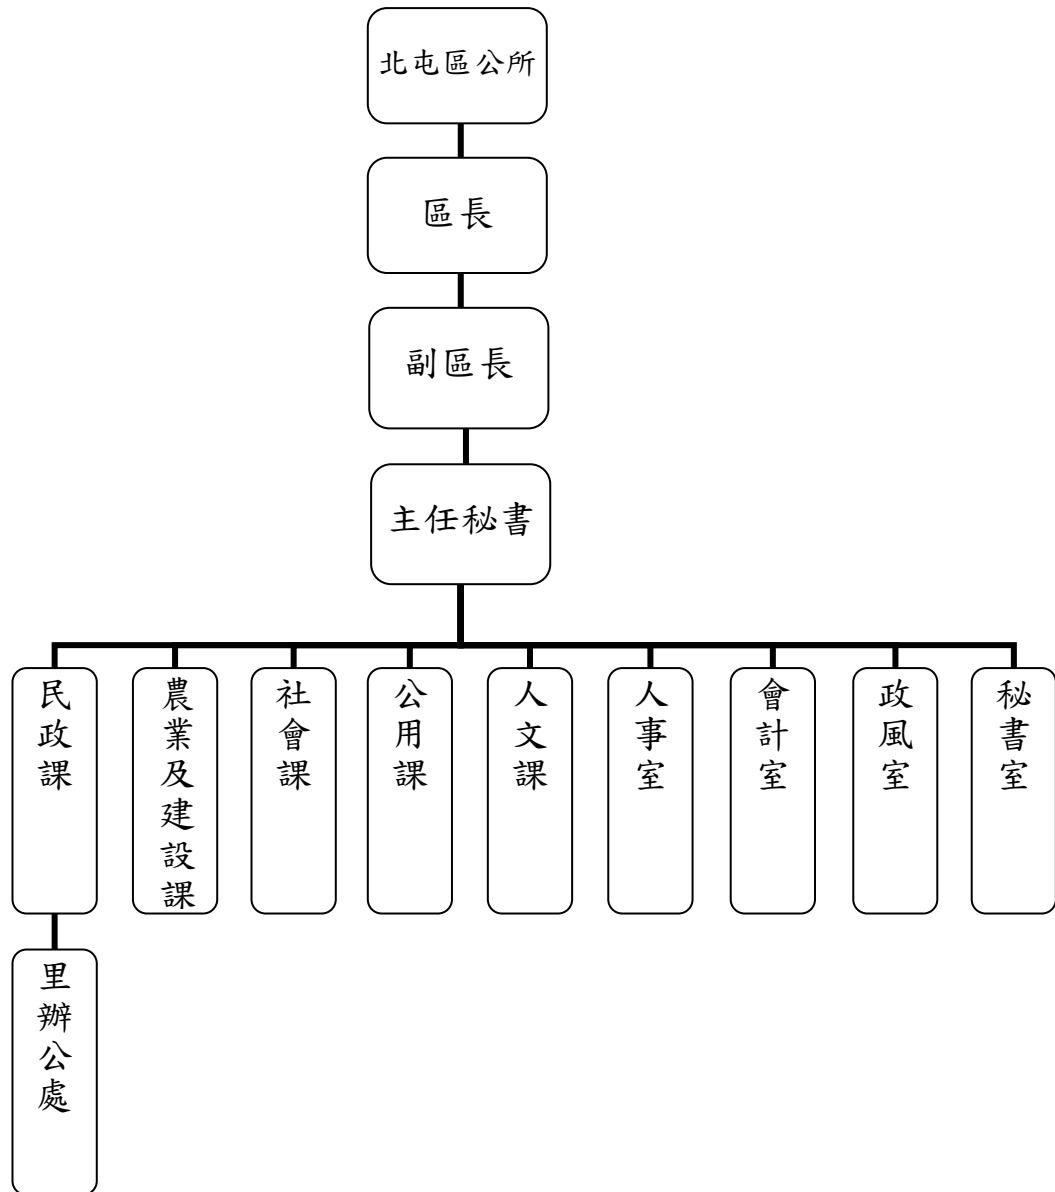 北屯區公所
區長
副區長
主任秘書
民政課
農業及建設課
社會課
公用課
人文課
人事室
會計室
政風室
秘書室
里辦公處